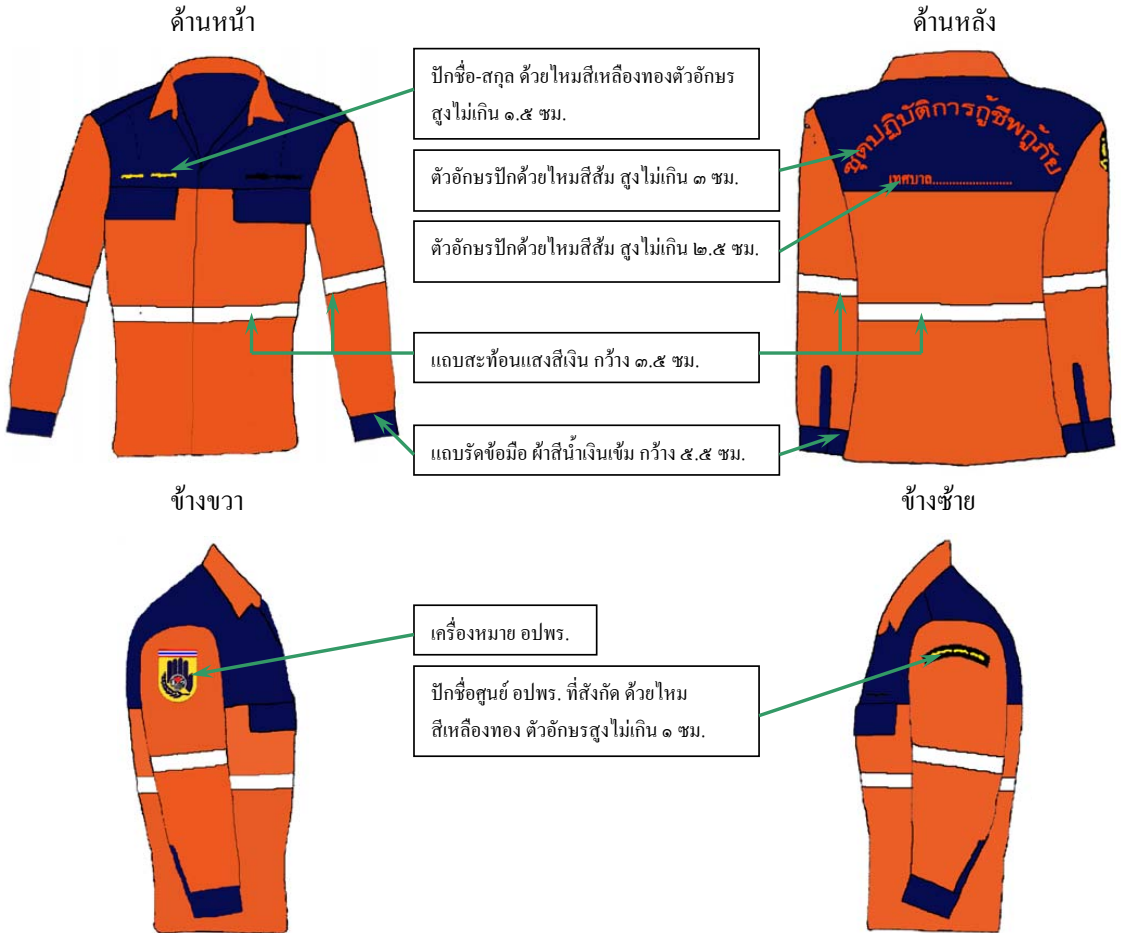 ด้านหน้า
ด้านหลัง
ปักชื่อ-สกุล ด้วยไหมสีเหลืองทองตัวอักษร
สูงไม่เกิน ๑.๕ ซม.
ตัวอักษรปักด้วยไหมสีส้ม สูงไม่เกิน ๓ ซม.
ตัวอักษรปักด้วยไหมสีส้ม สูงไม่เกิน ๒.๕ ซม.
ชุดปฏิบัติการกู้ชีพกู้ภัย
เทศบาล........................
แถบสะท้อนแสงสีเงิน กว้าง ๓.๕ ซม.
แถบรัดข้อมือ ผ้าสีน้ำเงินเข้ม กว้าง ๕.๕ ซม.
ข้างขวา
ข้างซ้าย
เครื่องหมาย อปพร.
ปักชื่อศูนย์ อปพร. ที่สังกัด ด้วยไหม
สีเหลืองทอง ตัวอักษรสูงไม่เกิน ๑ ซม.